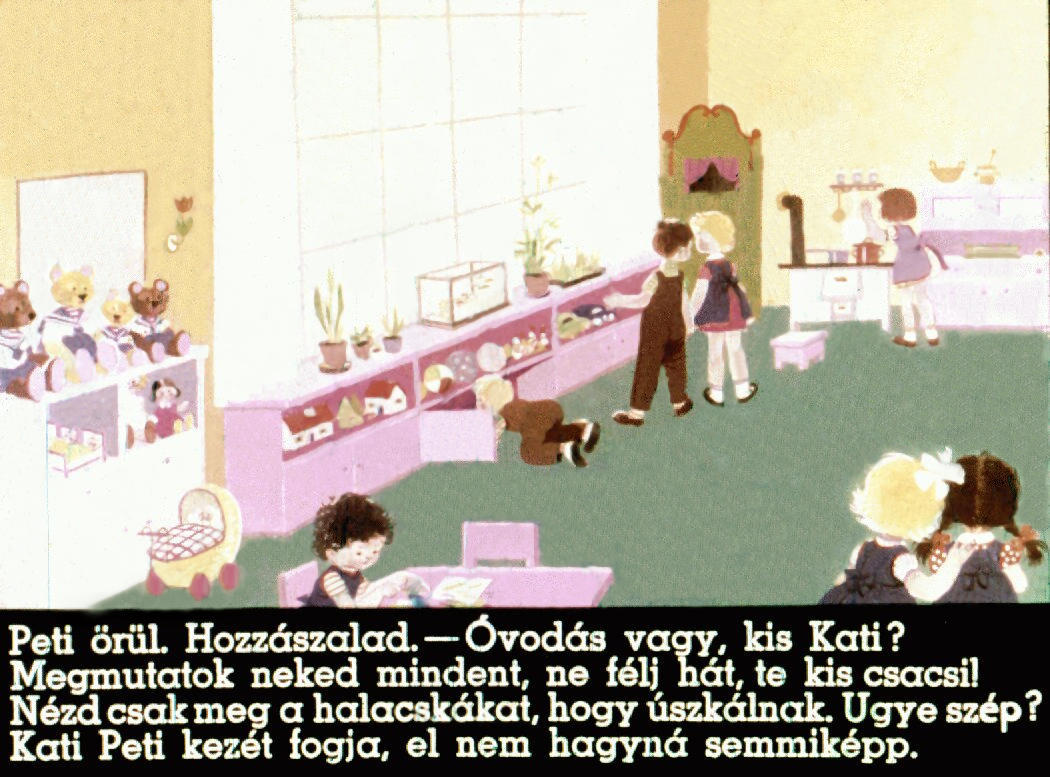 Peti örül. Hozzászalad.—Óvodás vagy, kis Kati?
Megmutatok neked mindent, ne félj hát, te kis csacsi!
Nézd csak meg a halacskákat, hogy úszkálnak. Ugye szép?
Kati Peti kezét fogja, el nem hagyná semmiképp.